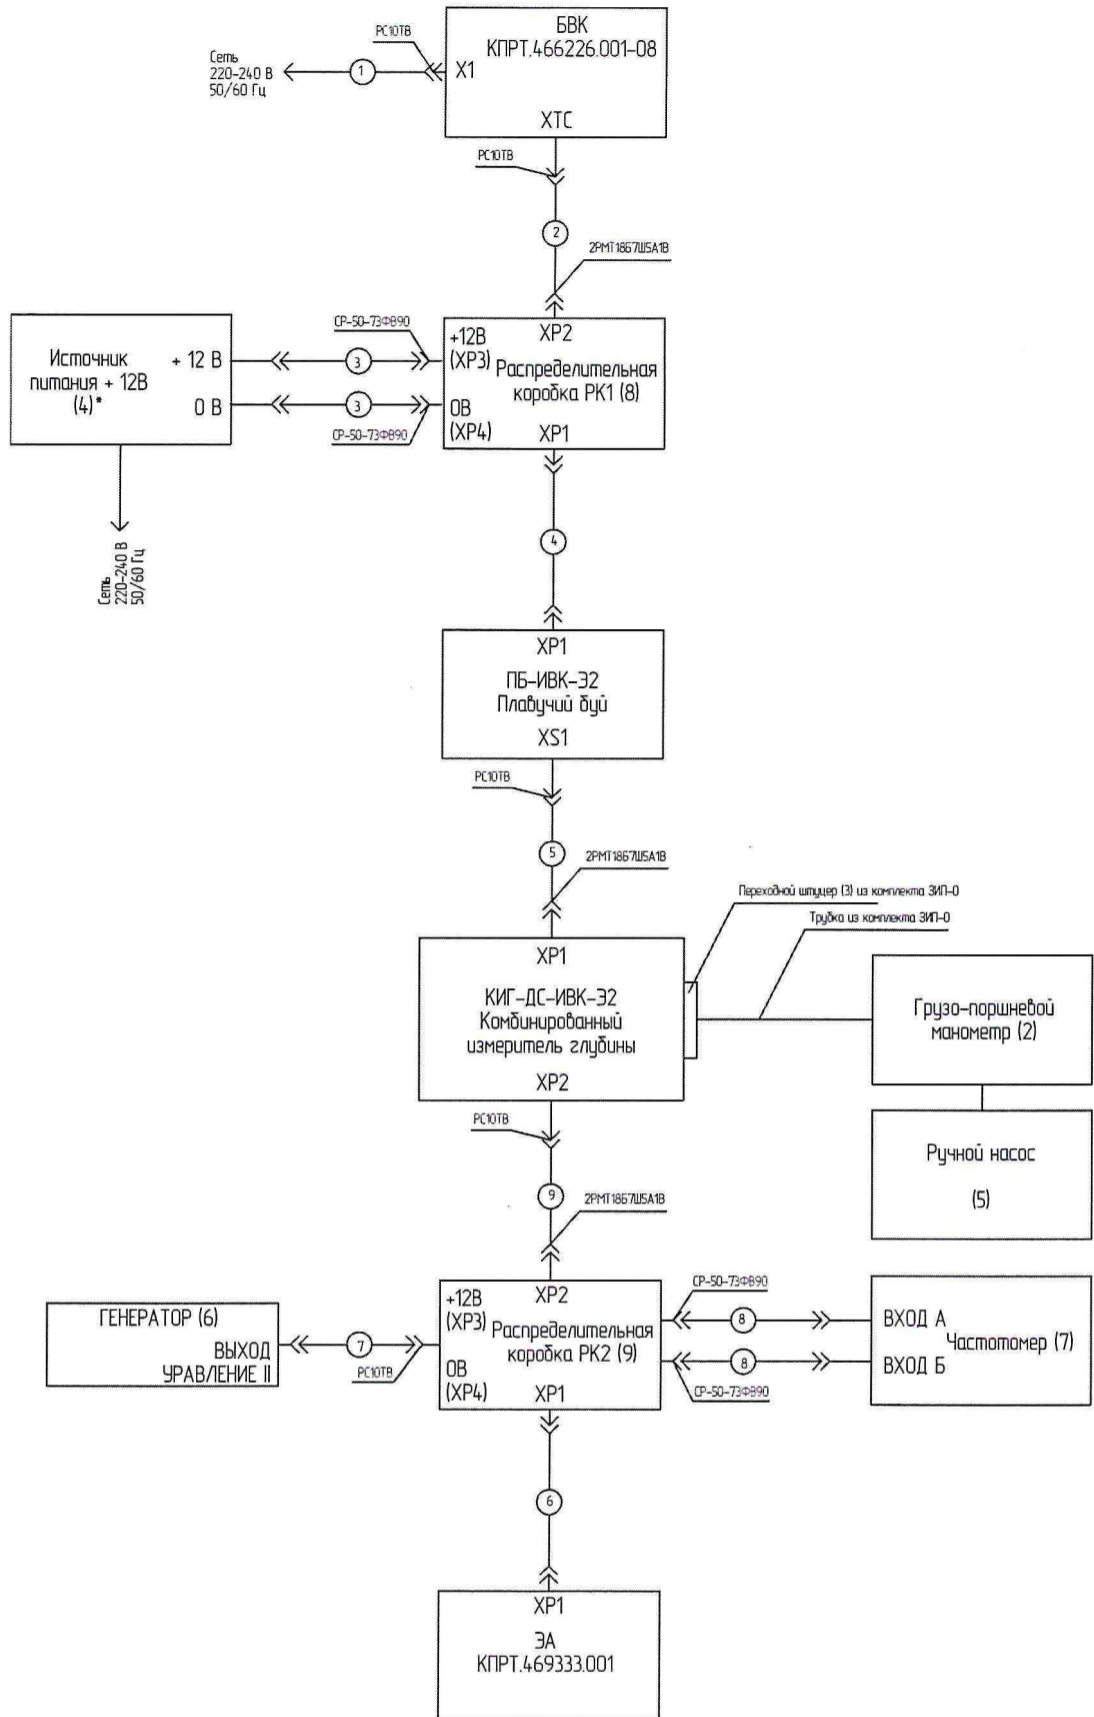 БВК
КПРТ.466226.001-08
РС10ТВ
Сеть
220-240 В
50/60 Гц
1
Х1
ХТС
РС10ТВ
2
2РМТ18Б7Ш5А1В
Источник
питания + 12В
(4)*
+ 12 В
0 В
СР-50-73ФВ90
3
3
СР-50-73ФВ90
ХР2
+12В
(ХР3)
Распределительная
коробка РК1 (8)
0В
(ХР4)
ХР1
Сеть
220-240 В
50/60 Гц
4
ХР1
ПБ-ИВК-Э2
Плавучий буй
XS1
РС10ТВ
5
2РМТ18Б7Ш5А1В
Переходной штуцер (3) из комплекта ЗИП-О
Трубка из комплекта ЗИП-О
ХР1
КИГ-ДС-ИВК-Э2
Комбинированный
измеритель глубины
ХР2
Грузо-поршневой
манометр (2)
Ручной насос
(5)
РС10ТВ
9
2РМТ18Б7Ш5А1В
ГЕНЕРАТОР (6)
ВЫХОД
УРАВЛЕНИЕ II
7
РС10ТВ
ХР2
+12В
(ХР3)
Распределительная
коробка РК2 (9)
0В
(ХР4)
ХР1
СР-50-73ФВ90
8
8
СР-50-73ФВ90
ВХОД А
Частотомер (7)
ВХОД Б
6
ХР1
ЭА
КПРТ.469333.001